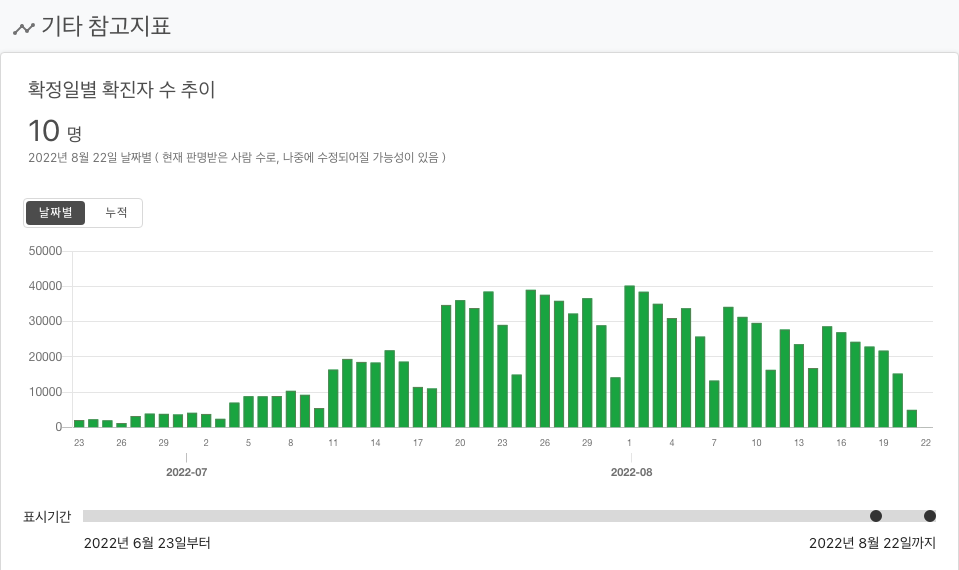 기타 참고지표
확정일별 확진자 수 추이
10 명
2022년 8월 22일 날짜별 ( 현재 판명받은 사람 수로, 나중에 수정되어질 가능성이 있음 )
날짜별 누적
50000
40000
30000
20000
10000
0
23 26 29 2 5 8 11 14 17 20 23 26 29 1 4 7 10 13 16 19 22
2022-07 2022-08
표시기간
2022년 6월 23일부터 2022년 8월 22일까지